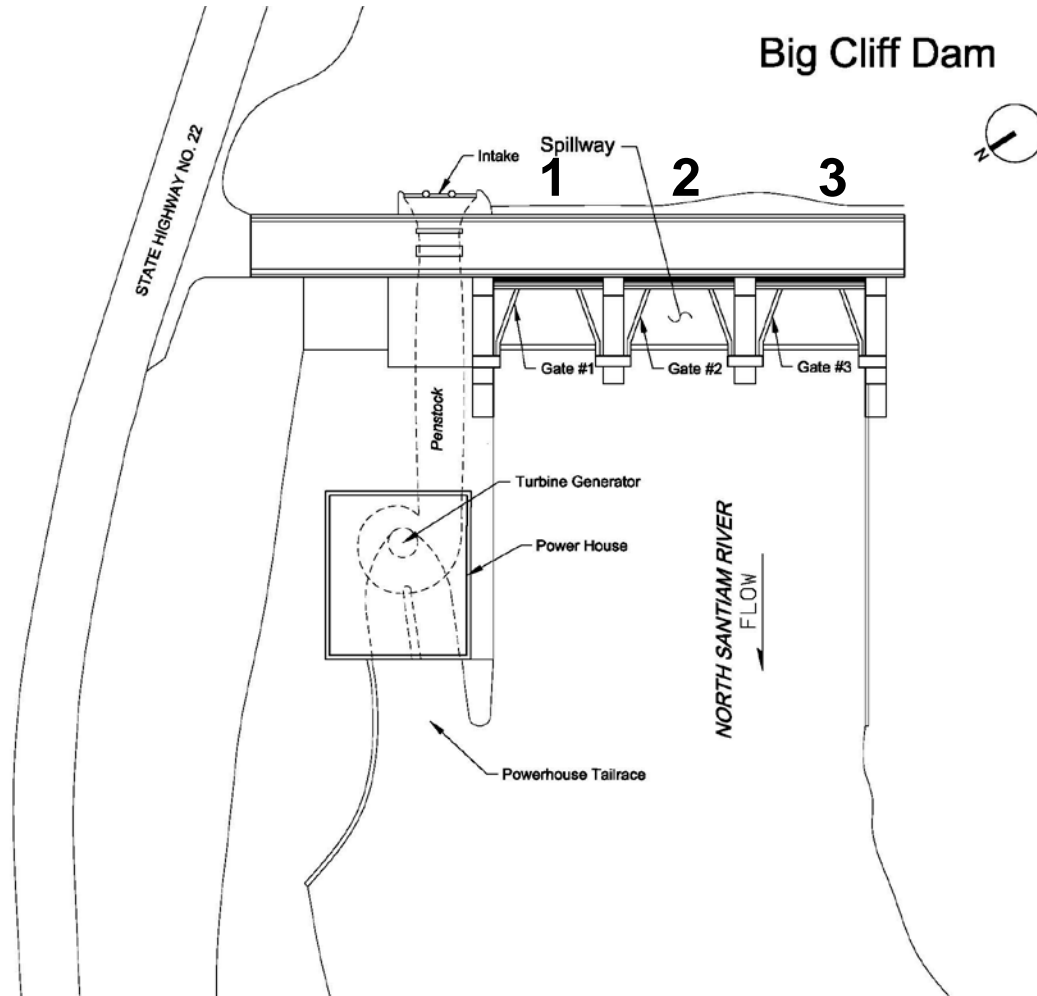 Big Cliff Dam
N
STATE HIGHWAY NO. 22
Intake
Spillway
1
2
3
Gate #1
Gate #2
Gate #3
Penstock
Turbine Generator
Power House
NORTH SANTIAM RIVER
FLOW
Powerhouse Tailrace